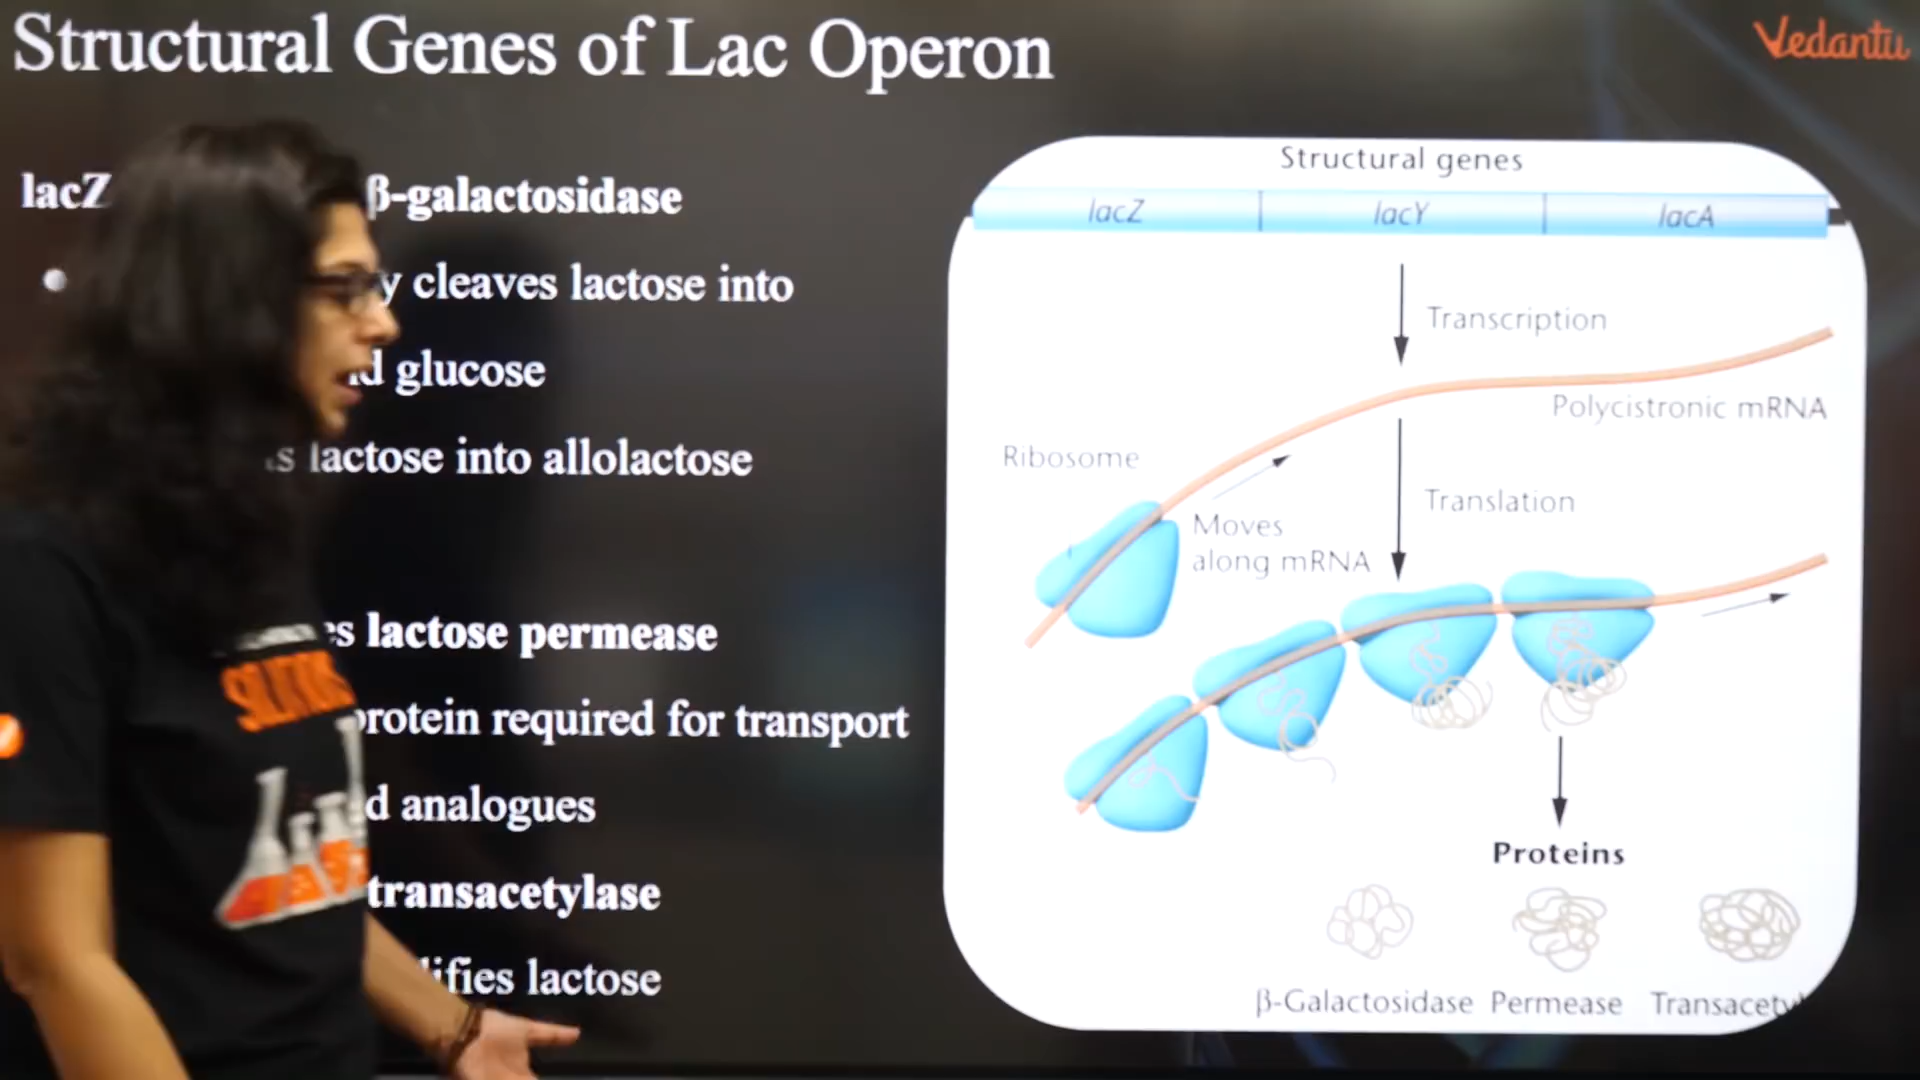 Structural Genes of Lac Operon
Vedantu
lacZ β-galactosidase
cleaves lactose into
glucose
lactose into allolactose
lactose permease
protein required for transport
analogues
transacetylase
lactose
Structural genes
lacZ lacY lacA
Transcription
Polycistronic mRNA
Ribosome
Translation
Moves
along mRNA
Proteins
β-Galactosidase Permease Transacety